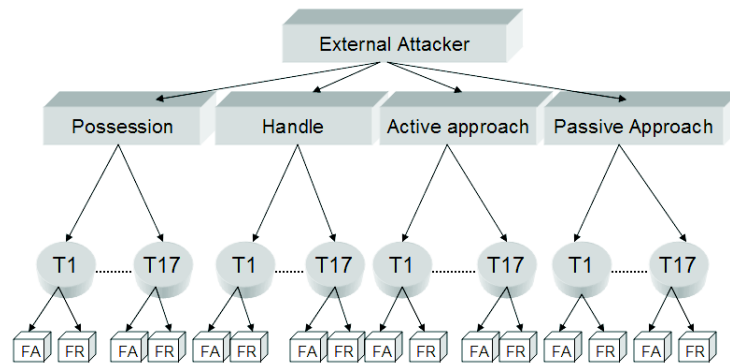 External Attacker
Possession Handle Active approach Passive Approach
T1 ........ T17 T1 ........ T17 T1 ........ T17 T1 ........ T17
FA FR FA FR FA FR FA FR FA FR FA FR FA FR FA FR